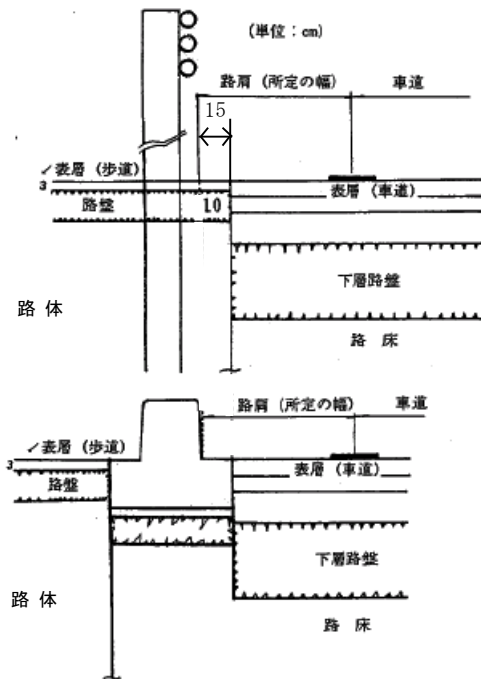 (単位：cm)
路肩 (所定の幅) 車道
15
表層 (歩道)
3
路盤
10
表層 (車道)
下層路盤
路体
路床
路肩 (所定の幅) 車道
表層 (歩道)
3
路盤
表層 (車道)
下層路盤
路体
路床